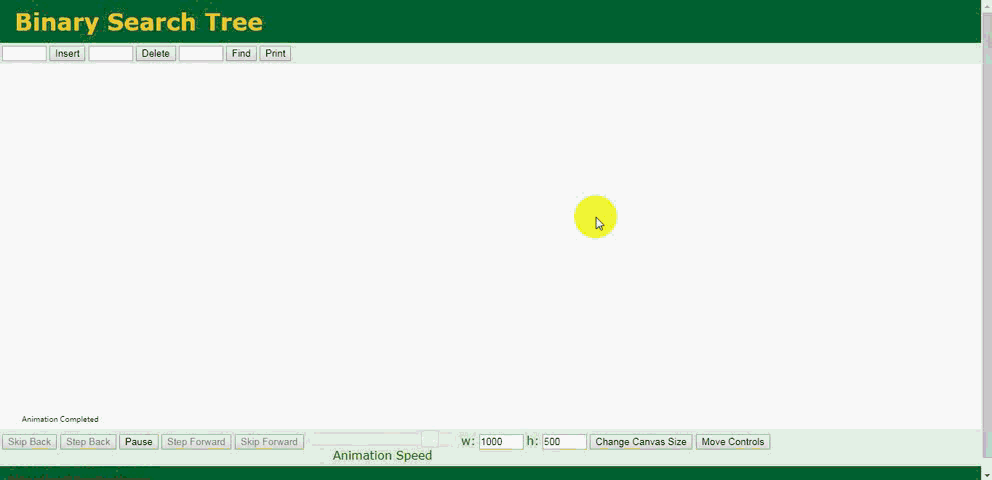 Binary Search Tree
Insert Delete Find Print
Animation Completed
Skip Back Step Back Pause Step Forward Skip Forward w: 1000 h: 500 Change Canvas Size Move Controls
Animation Speed